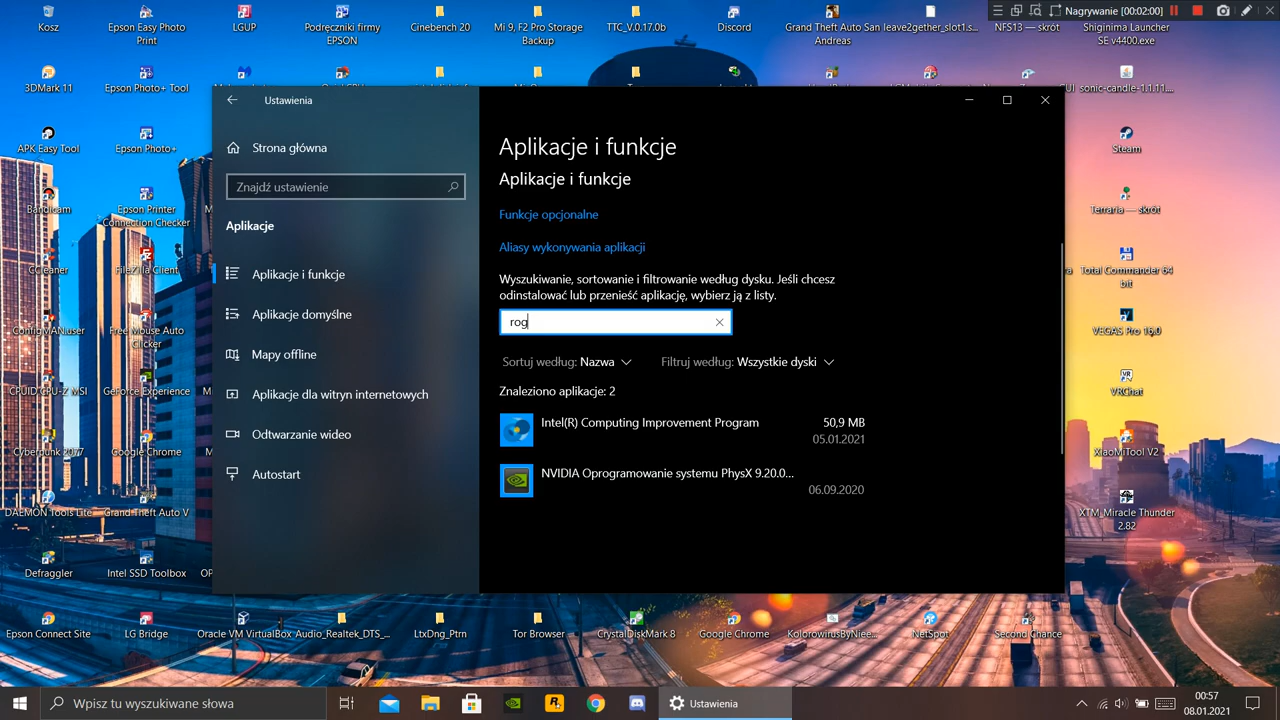 Kosz
Epson Easy Photo
Print
LGUP
Podręczniki firmy
EPSON
Cinebench 20
Mi 9, F2 Pro Storage
Backup
TTC_V.0.17.0b
Discord
Grand Theft Auto San
Andreas
leave2gether_slot1.s...
NFS13 — skrót
Shiginima Launcher
SE v4400.exe
Nagrywanie [00:02:00]
3DMark 11
Epson Photo+ Tool
sonic-candle-1.1.11...
APK Easy Tool
Epson Photo+
Steam
Bandicam
Epson Printer
Connection Checker
Terraria — skrót
CCleaner
FileZilla Client
Total Commander 64
bit
ConfigMANuser
Free Mouse Auto
Clicker
VEGAS Pro 16.0
CPUID CPU-Z MSI
GeForce Experience
VRChat
Cyberpunk 2077
Google Chrome
XiaoMiTool V2
DAEMON Tools Lite
Grand Theft Auto V
XTM-Miracle Thunder
2.82
Defraggler
Intel SSD Toolbox
Epson Connect Site
LG Bridge
Oracle VM VirtualBox
Audio_Realtek_DTS_...
LtxDng_Ptrn
Tor Browser
CrystalDiskMark 8
Google Chrome
KolorowirusByNiee...
NetSpot
Second Chance
Ustawienia
Strona główna
Znajdź ustawienie
Aplikacje
Aplikacje i funkcje
Aplikacje domyślne
Mapy offline
Aplikacje dla witryn internetowych
Odtwarzanie wideo
Autostart
Aplikacje i funkcje
Aplikacje i funkcje
Funkcje opcjonalne
Aliasy wykonywania aplikacji
Wyszukiwanie, sortowanie i filtrowanie według dysku. Jeśli chcesz
odinstalować lub przenieść aplikację, wybierz ją z listy.
rog
Sortuj według: Nazwa
Filtruj według: Wszystkie dyski
Znaleziono aplikacje: 2
Intel(R) Computing Improvement Program
50,9 MB
05.01.2021
NVIDIA Oprogramowanie systemu PhysX 9.20.0...
06.09.2020
Wpisz tu wyszukiwane słowa
Ustawienia
00:57
08.01.2021